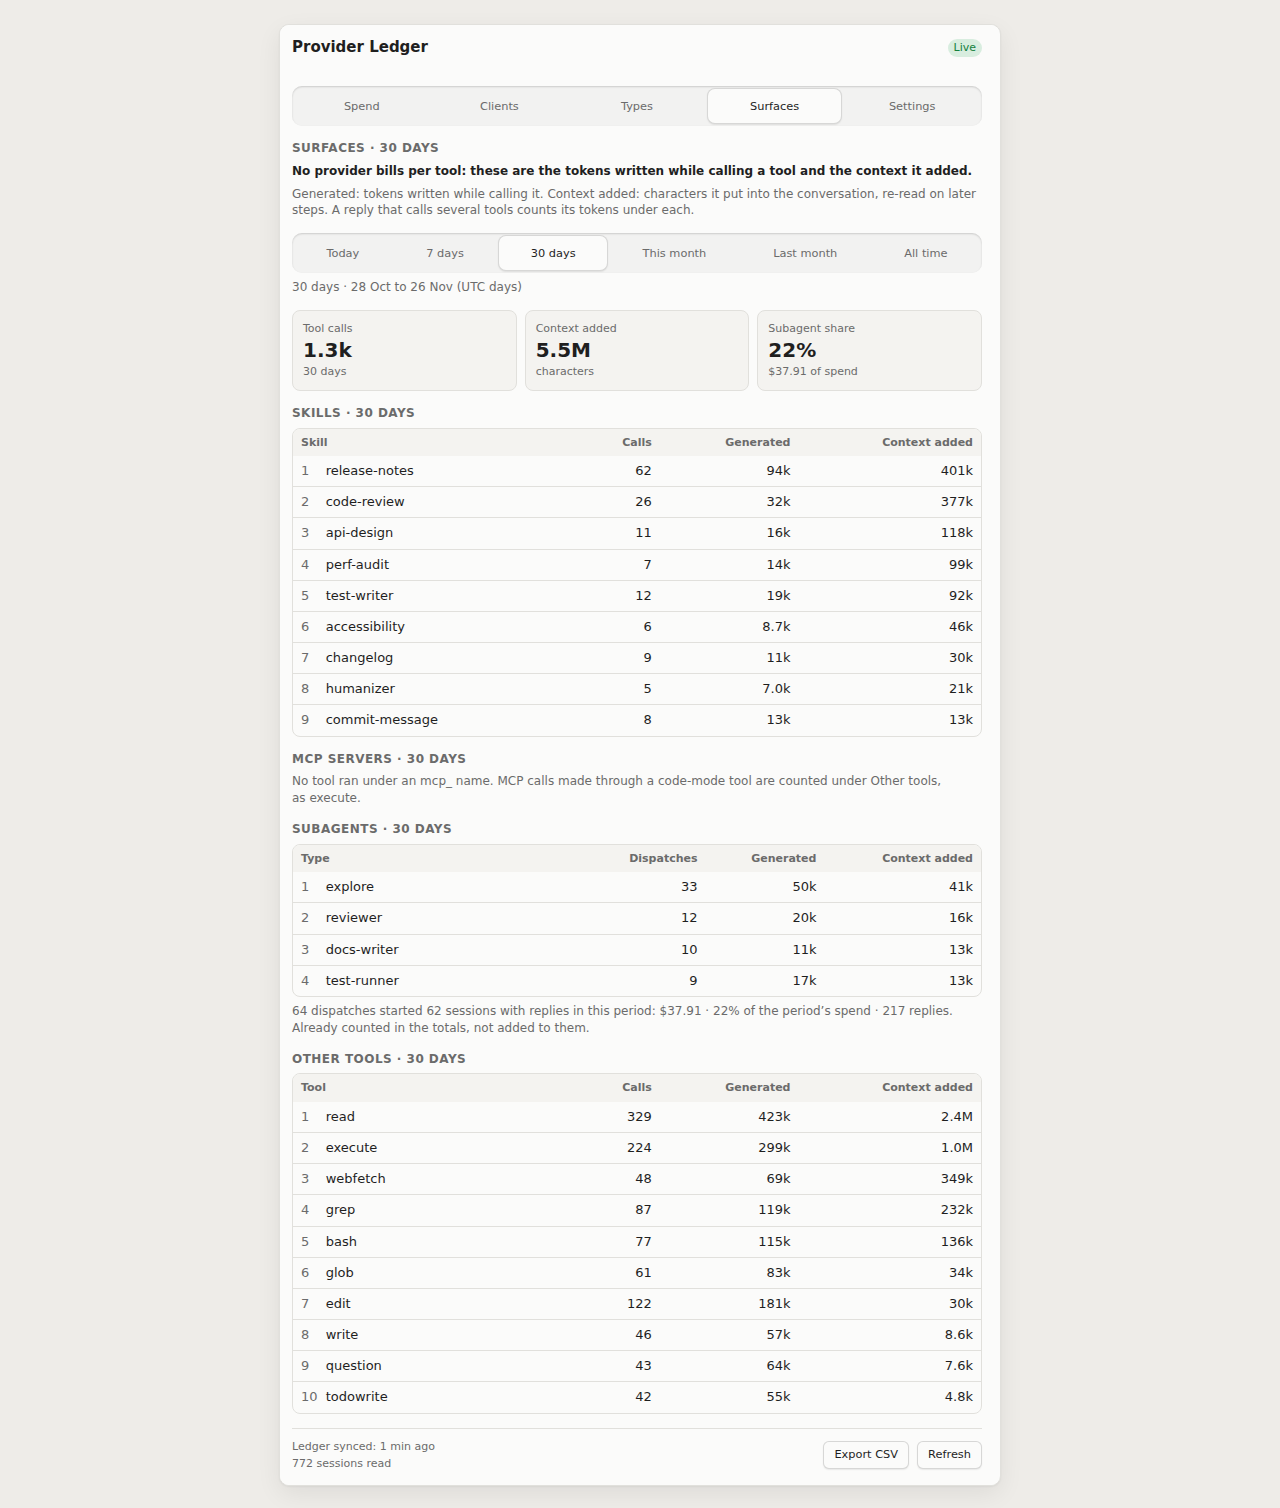 Provider Ledger
Live
Spend Clients Types Surfaces Settings
SURFACES · 30 DAYS
No provider bills per tool: these are the tokens written while calling a tool and the context it added.
Generated: tokens written while calling it. Context added: characters it put into the conversation, re-read on later
steps. A reply that calls several tools counts its tokens under each.
Today 7 days 30 days This month Last month All time
30 days · 28 Oct to 26 Nov (UTC days)
Tool calls
1.3k
30 days
Context added
5.5M
characters
Subagent share
22%
$37.91 of spend
SKILLS · 30 DAYS
Skill Calls Generated Context added
1 release-notes 62 94k 401k
2 code-review 26 32k 377k
3 api-design 11 16k 118k
4 perf-audit 7 14k 99k
5 test-writer 12 19k 92k
6 accessibility 6 8.7k 46k
7 changelog 9 11k 30k
8 humanizer 5 7.0k 21k
9 commit-message 8 13k 13k
MCP SERVERS · 30 DAYS
No tool ran under an mcp_ name. MCP calls made through a code-mode tool are counted under Other tools,
as execute.
SUBAGENTS · 30 DAYS
Type Dispatches Generated Context added
1 explore 33 50k 41k
2 reviewer 12 20k 16k
3 docs-writer 10 11k 13k
4 test-runner 9 17k 13k
64 dispatches started 62 sessions with replies in this period: $37.91 · 22% of the period’s spend · 217 replies.
Already counted in the totals, not added to them.
OTHER TOOLS · 30 DAYS
Tool Calls Generated Context added
1 read 329 423k 2.4M
2 execute 224 299k 1.0M
3 webfetch 48 69k 349k
4 grep 87 119k 232k
5 bash 77 115k 136k
6 glob 61 83k 34k
7 edit 122 181k 30k
8 write 46 57k 8.6k
9 question 43 64k 7.6k
10 todowrite 42 55k 4.8k
Ledger synced: 1 min ago
772 sessions read
Export CSV Refresh